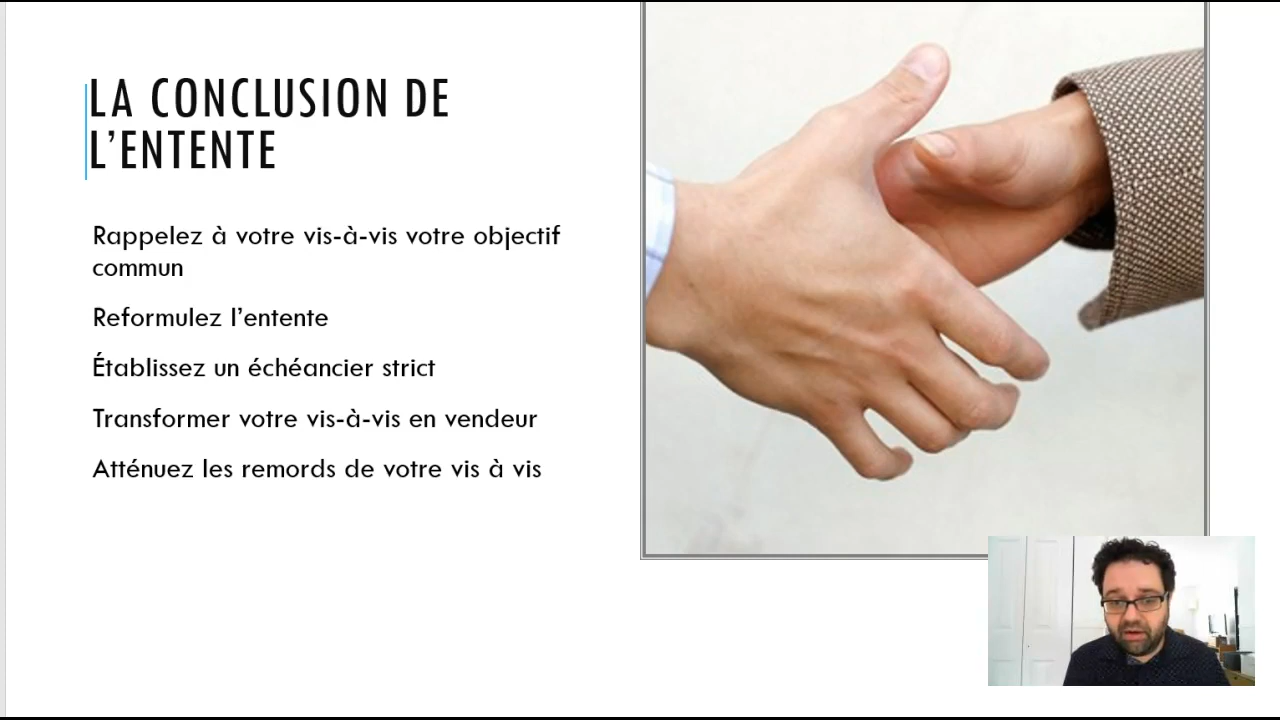 LA CONCLUSION DE
L’ENTENTE
Rappelez à votre vis-à-vis votre objectif
commun
Reformulez l’entente
Établissez un échéancier strict
Transformer votre vis-à-vis en vendeur
Atténuez les remords de votre vis à vis